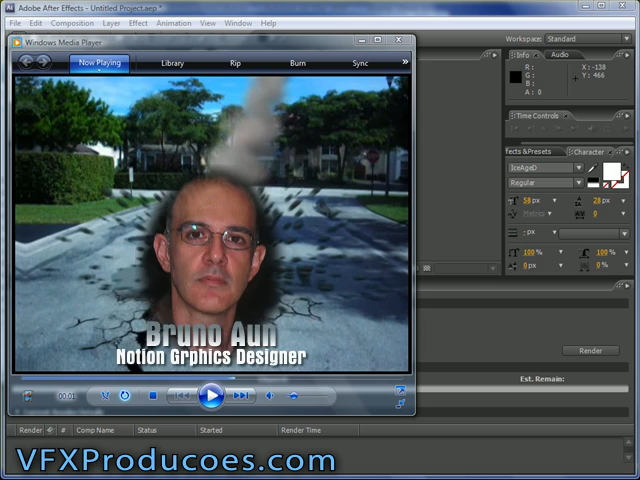 Adobe After Effects - Untitled Project.aep *
File Edit Composition Layer Effect Animation View Window Help
Workspace: Standard
Windows Media Player
Now Playing Library Rip Burn Sync »
Info × Audio
R :
G :
B :
A : 0
X : -138
Y : 466
Time Controls ×
ffects &Presets Character ×
IceAgeD
Regular
58 px
28 px
Metrics
0
- px
100 %
100 %
0 px
0 %
Bruno Aun
Notion Grphics Designer
00:01
Render
Est. Remain:
Render # Comp Name Status Started Render Time
VFXProducoes.com